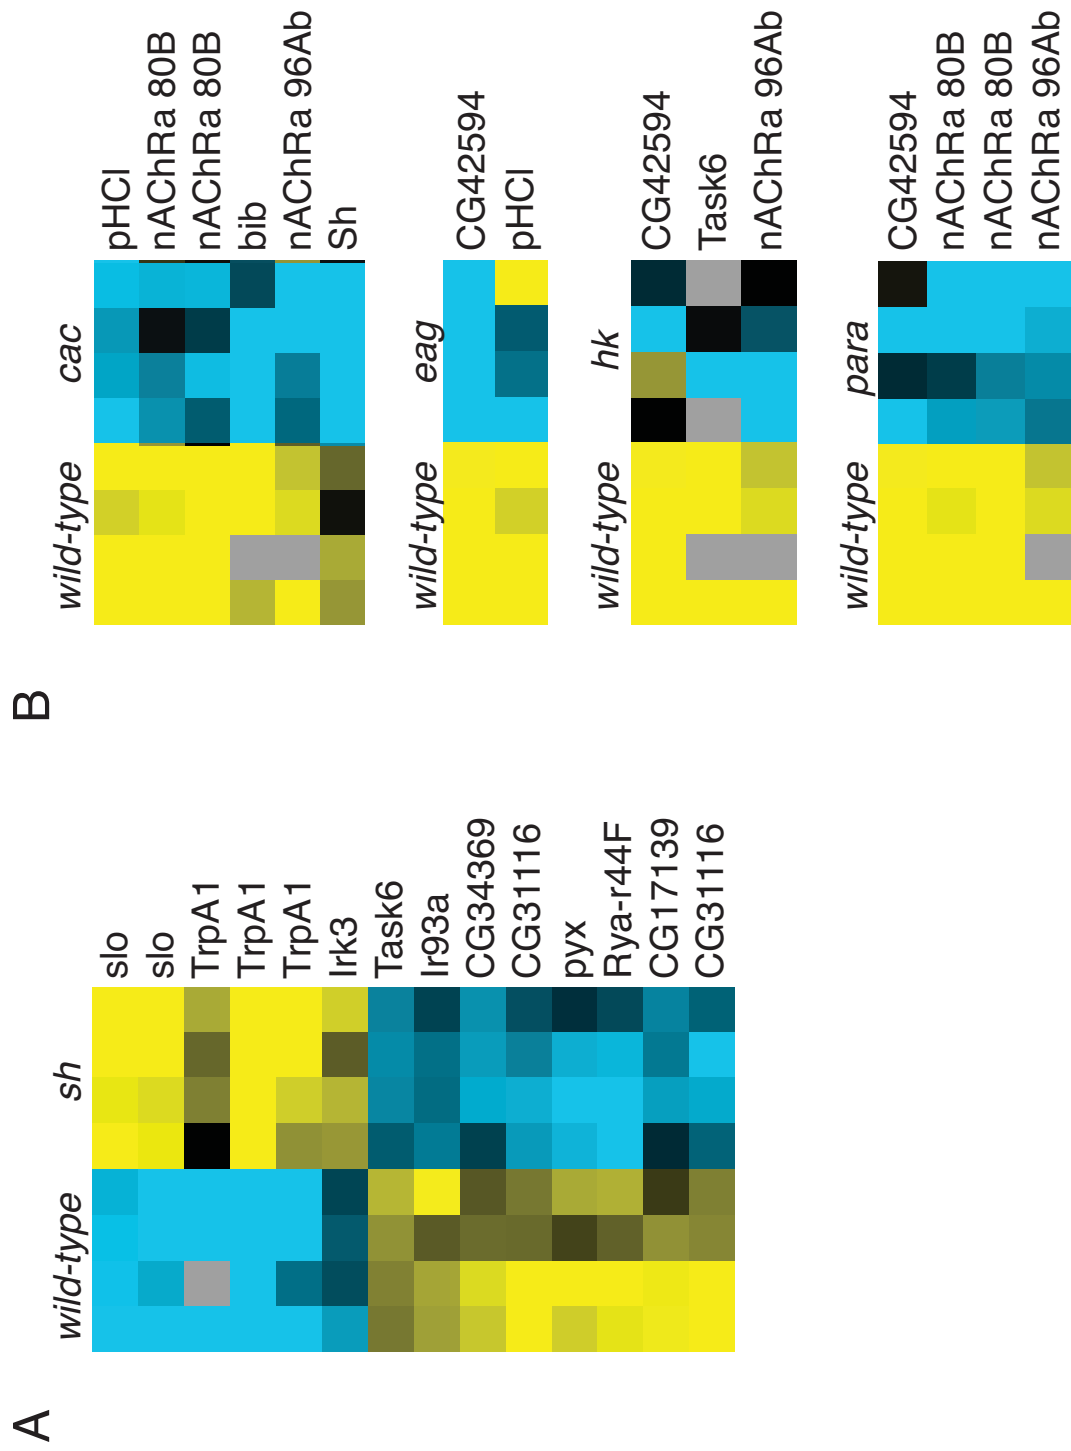 A
wild-type sh
slo
slo
TrpA1
TrpA1
TrpA1
Irk3
Task6
Ir93a
CG34369
CG31116
pyx
Rya-r44F
CG17139
CG31116
B
wild-type cac
pHCl
nAChRa 80B
nAChRa 80B
bib
nAChRa 96Ab
Sh
wild-type eag
CG42594
pHCl
wild-type hk
CG42594
Task6
nAChRa 96Ab
wild-type para
CG42594
nAChRa 80B
nAChRa 80B
nAChRa 96Ab